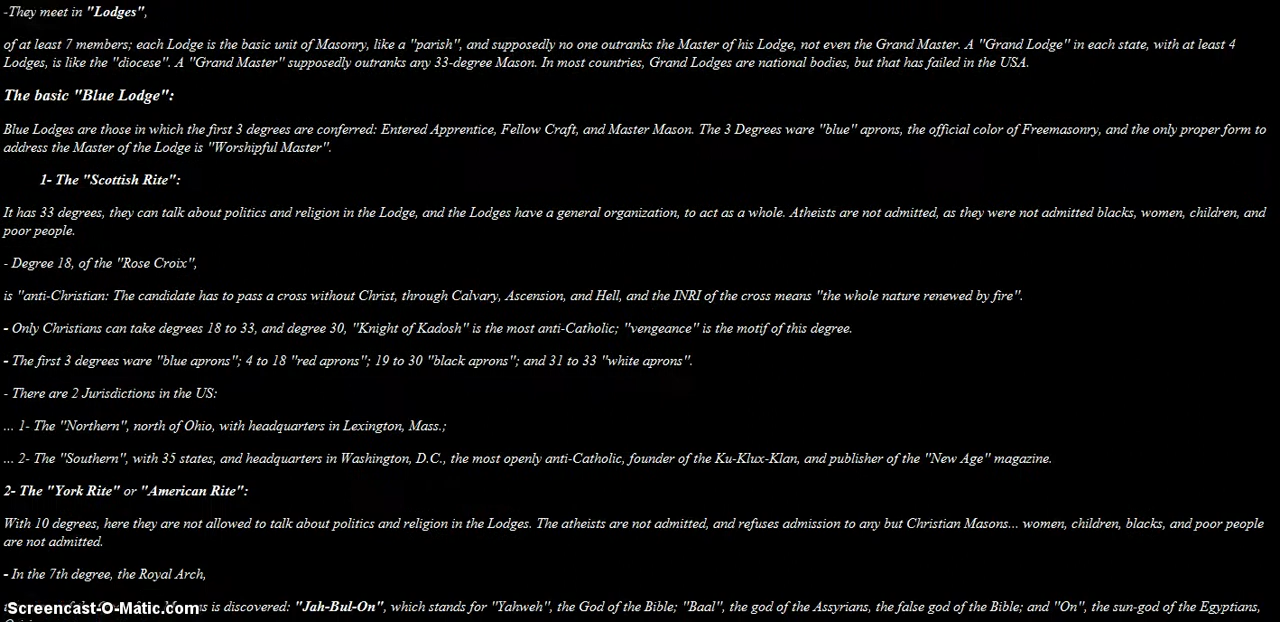 -They meet in "Lodges",
of at least 7 members; each Lodge is the basic unit of Masonry, like a "parish", and supposedly no one outranks the Master of his Lodge, not even the Grand Master. A "Grand Lodge" in each state, with at least 4
Lodges, is like the "diocese". A "Grand Master" supposedly outranks any 33-degree Mason. In most countries, Grand Lodges are national bodies, but that has failed in the USA.
The basic "Blue Lodge":
Blue Lodges are those in which the first 3 degrees are conferred: Entered Apprentice, Fellow Craft, and Master Mason. The 3 Degrees ware "blue" aprons, the official color of Freemasonry, and the only proper form to
address the Master of the Lodge is "Worshipful Master".
1- The "Scottish Rite":
It has 33 degrees, they can talk about politics and religion in the Lodge, and the Lodges have a general organization, to act as a whole. Atheists are not admitted, as they were not admitted blacks, women, children, and
poor people.
- Degree 18, of the "Rose Croix",
is "anti-Christian: The candidate has to pass a cross without Christ, through Calvary, Ascension, and Hell, and the INRI of the cross means "the whole nature renewed by fire".
- Only Christians can take degrees 18 to 33, and degree 30, "Knight of Kadosh" is the most anti-Catholic; "vengeance" is the motif of this degree.
- The first 3 degrees ware "blue aprons"; 4 to 18 "red aprons"; 19 to 30 "black aprons"; and 31 to 33 "white aprons".
- There are 2 Jurisdictions in the US:
... 1- The "Northern", north of Ohio, with headquarters in Lexington, Mass.;
... 2- The "Southern", with 35 states, and headquarters in Washington, D.C., the most openly anti-Catholic, founder of the Ku-Klux-Klan, and publisher of the "New Age" magazine.
2- The "York Rite" or "American Rite":
With 10 degrees, here they are not allowed to talk about politics and religion in the Lodges. The atheists are not admitted, and refuses admission to any but Christian Masons... women, children, blacks, and poor people
are not admitted.
- In the 7th degree, the Royal Arch,
is discovered: "Jah-Bul-On", which stands for "Yahweh", the God of the Bible; "Baal", the god of the Assyrians, the false god of the Bible; and "On", the sun-god of the Egyptians,
Screencast-O-Matic.com